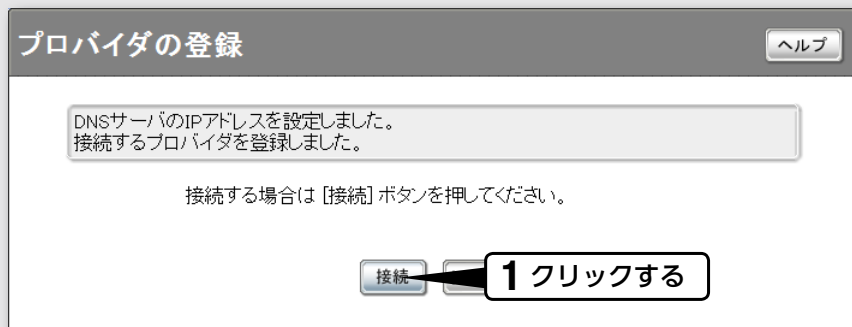 プロバイダの登録
ヘルプ
DNSサーバのIPアドレスを設定しました。
接続するプロバイダを登録しました。
接続する場合は [接続] ボタンを押してください。
接続
1 クリックする